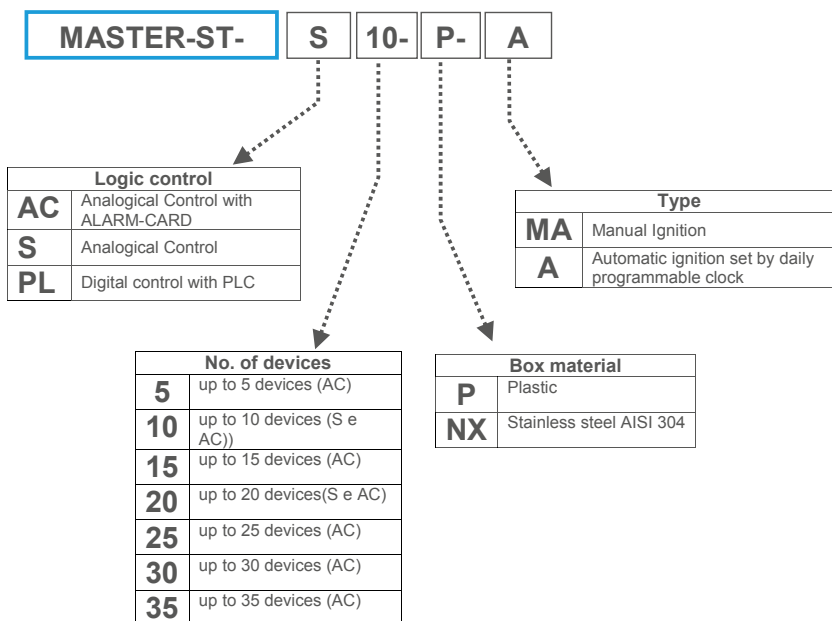 MASTER-ST- S 10- P- A
Logic control
AC Analogical Control with
ALARM-CARD
S Analogical Control
PL Digital control with PLC
Type
MA Manual Ignition
A Automatic ignition set by daily
programmable clock
No. of devices
5 up to 5 devices (AC)
10 up to 10 devices (S e
AC))
15 up to 15 devices (AC)
20 up to 20 devices(S e AC)
25 up to 25 devices (AC)
30 up to 30 devices (AC)
35 up to 35 devices (AC)
Box material
P Plastic
NX Stainless steel AISI 304